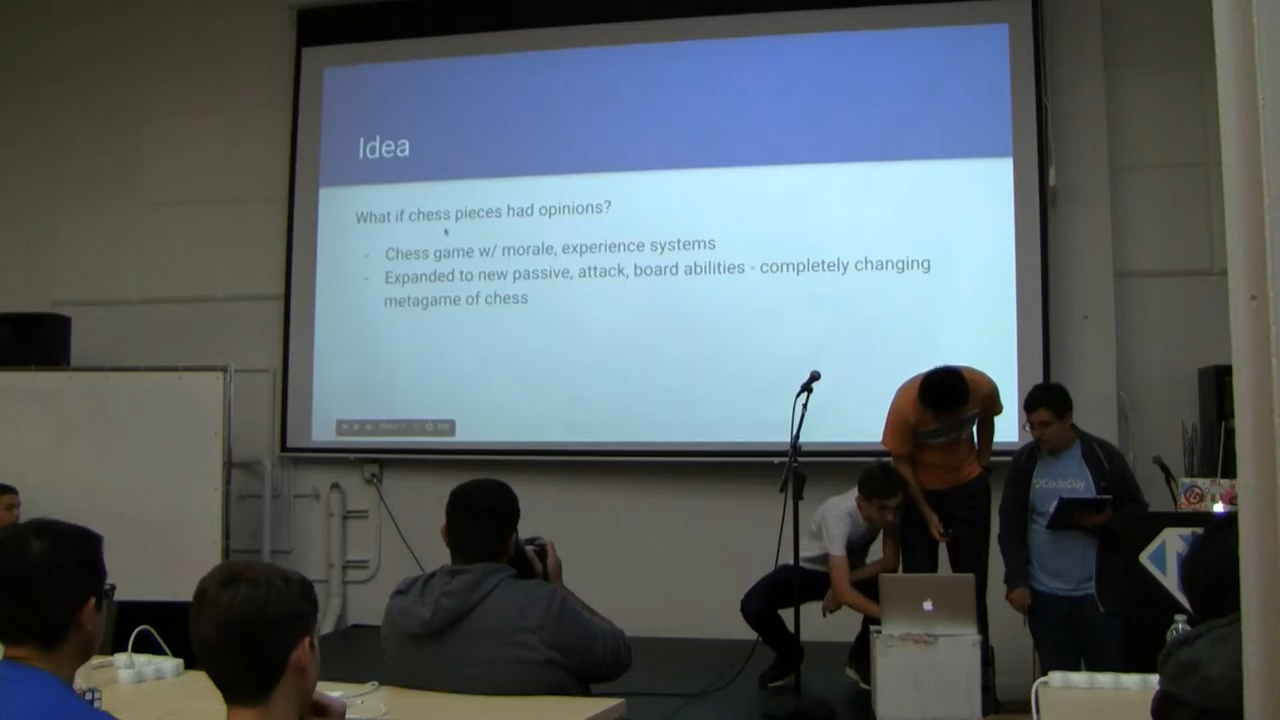 Idea
What if chess pieces had opinions?
- Chess game w/ morale, experience systems
- Expanded to new passive, attack, board abilities - completely changing
metagame of chess
CodeDay